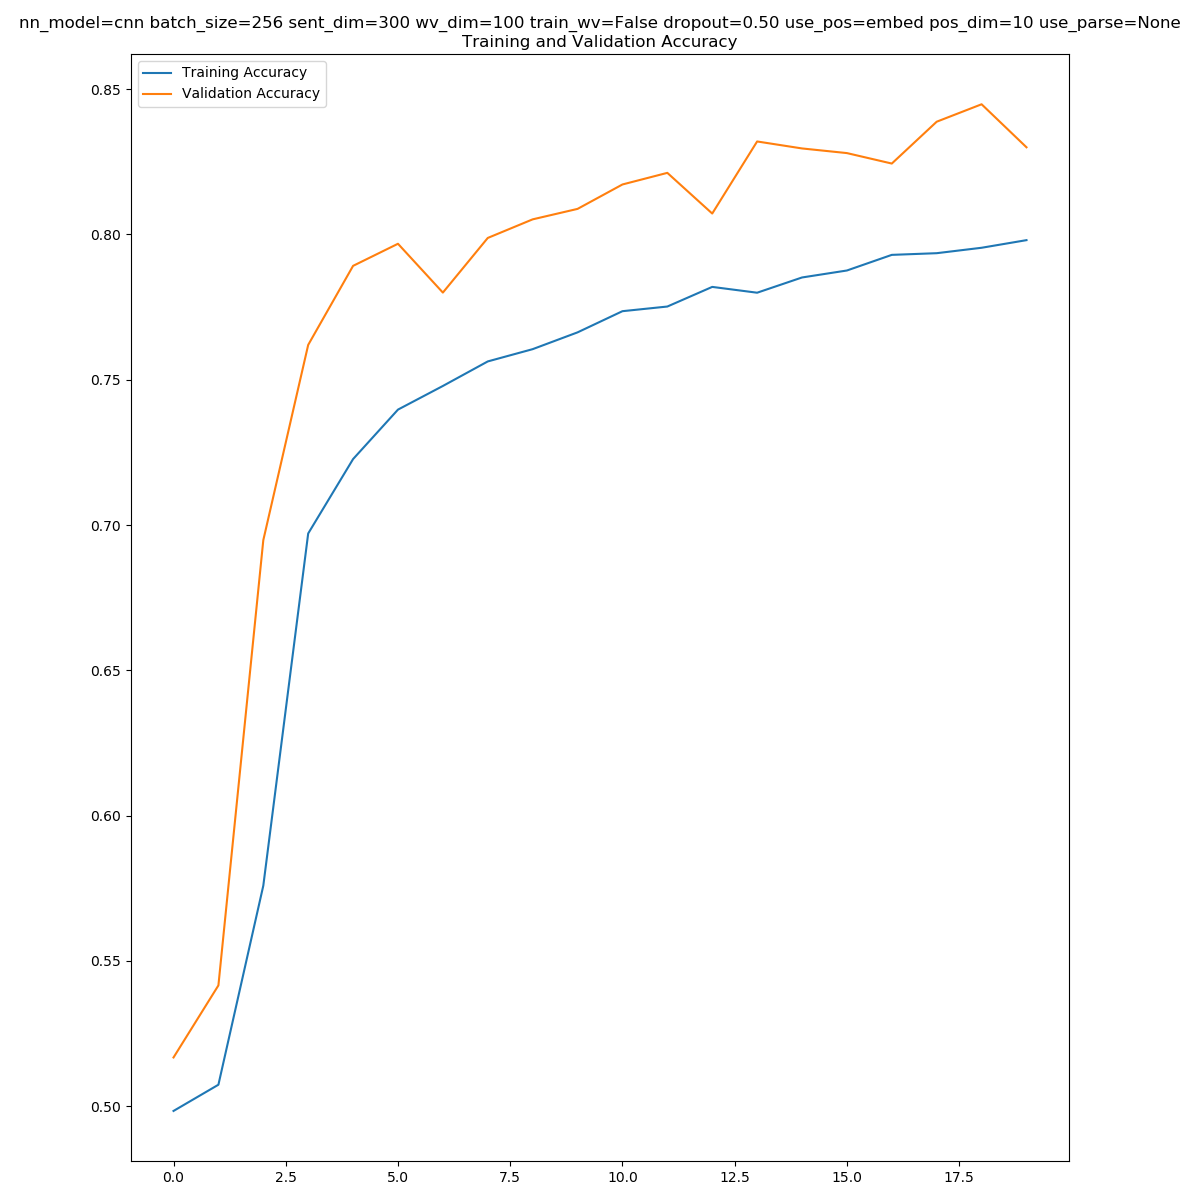 nn_model=cnn batch_size=256 sent_dim=300 wv_dim=100 train_wv=False dropout=0.50 use_pos=embed pos_dim=10 use_parse=None
Training and Validation Accuracy
Training Accuracy
Validation Accuracy
0.85
0.80
0.75
0.70
0.65
0.60
0.55
0.50
0.0 2.5 5.0 7.5 10.0 12.5 15.0 17.5